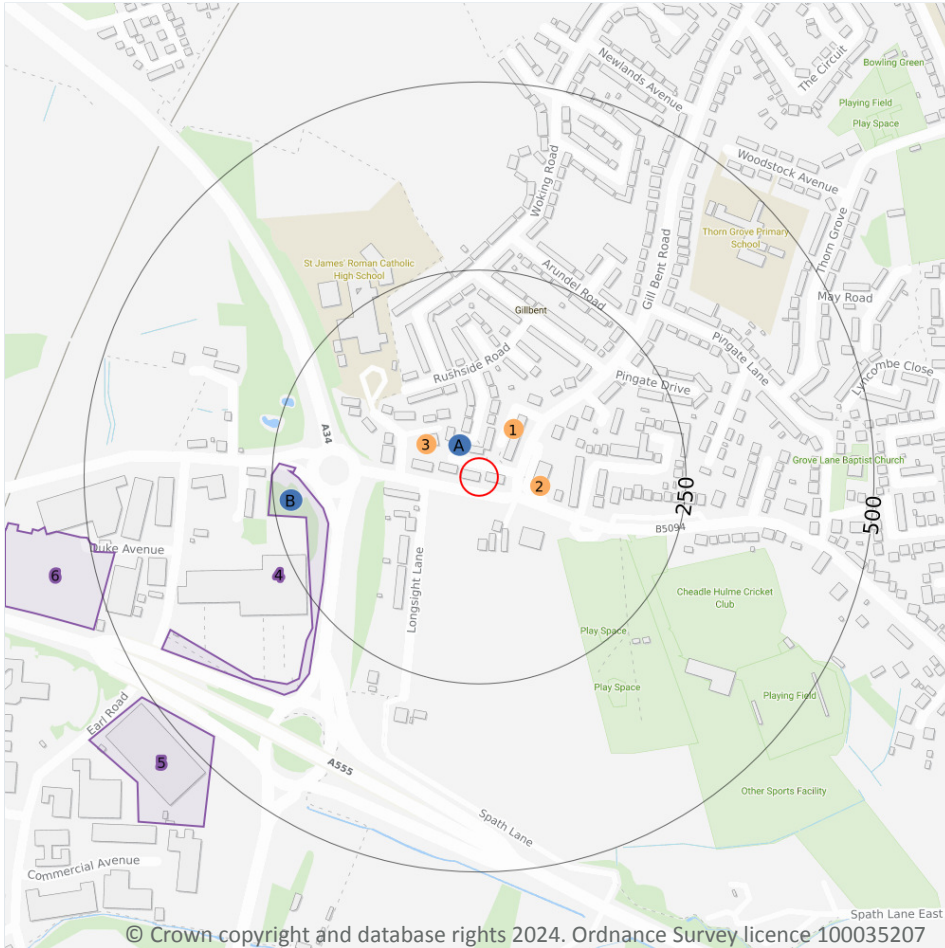 Newlands Avenue
The Circuit
Bowling Green
Playing Field
Play Space
Woking Road
Woodstock Avenue
Thorn Grove Primary
School
Thorn Grove
Gill Bent Road
St James' Roman Catholic
High School
Arundel Road
May Road
Gillbent
Pingate Lane
Rushside Road
Pingate Drive
Lyncombe Close
A34
1
3
A
Grove Lane Baptist Church
2
B
250
500
B5094
Duke Avenue
6
4
Longsight Lane
Cheadle Hulme Cricket
Club
Play Space
Play Space
Playing Field
Earl Road
5
A555
Other Sports Facility
Spath Lane
Commercial Avenue
Spath Lane East
© Crown copyright and database rights 2024. Ordnance Survey licence 100035207